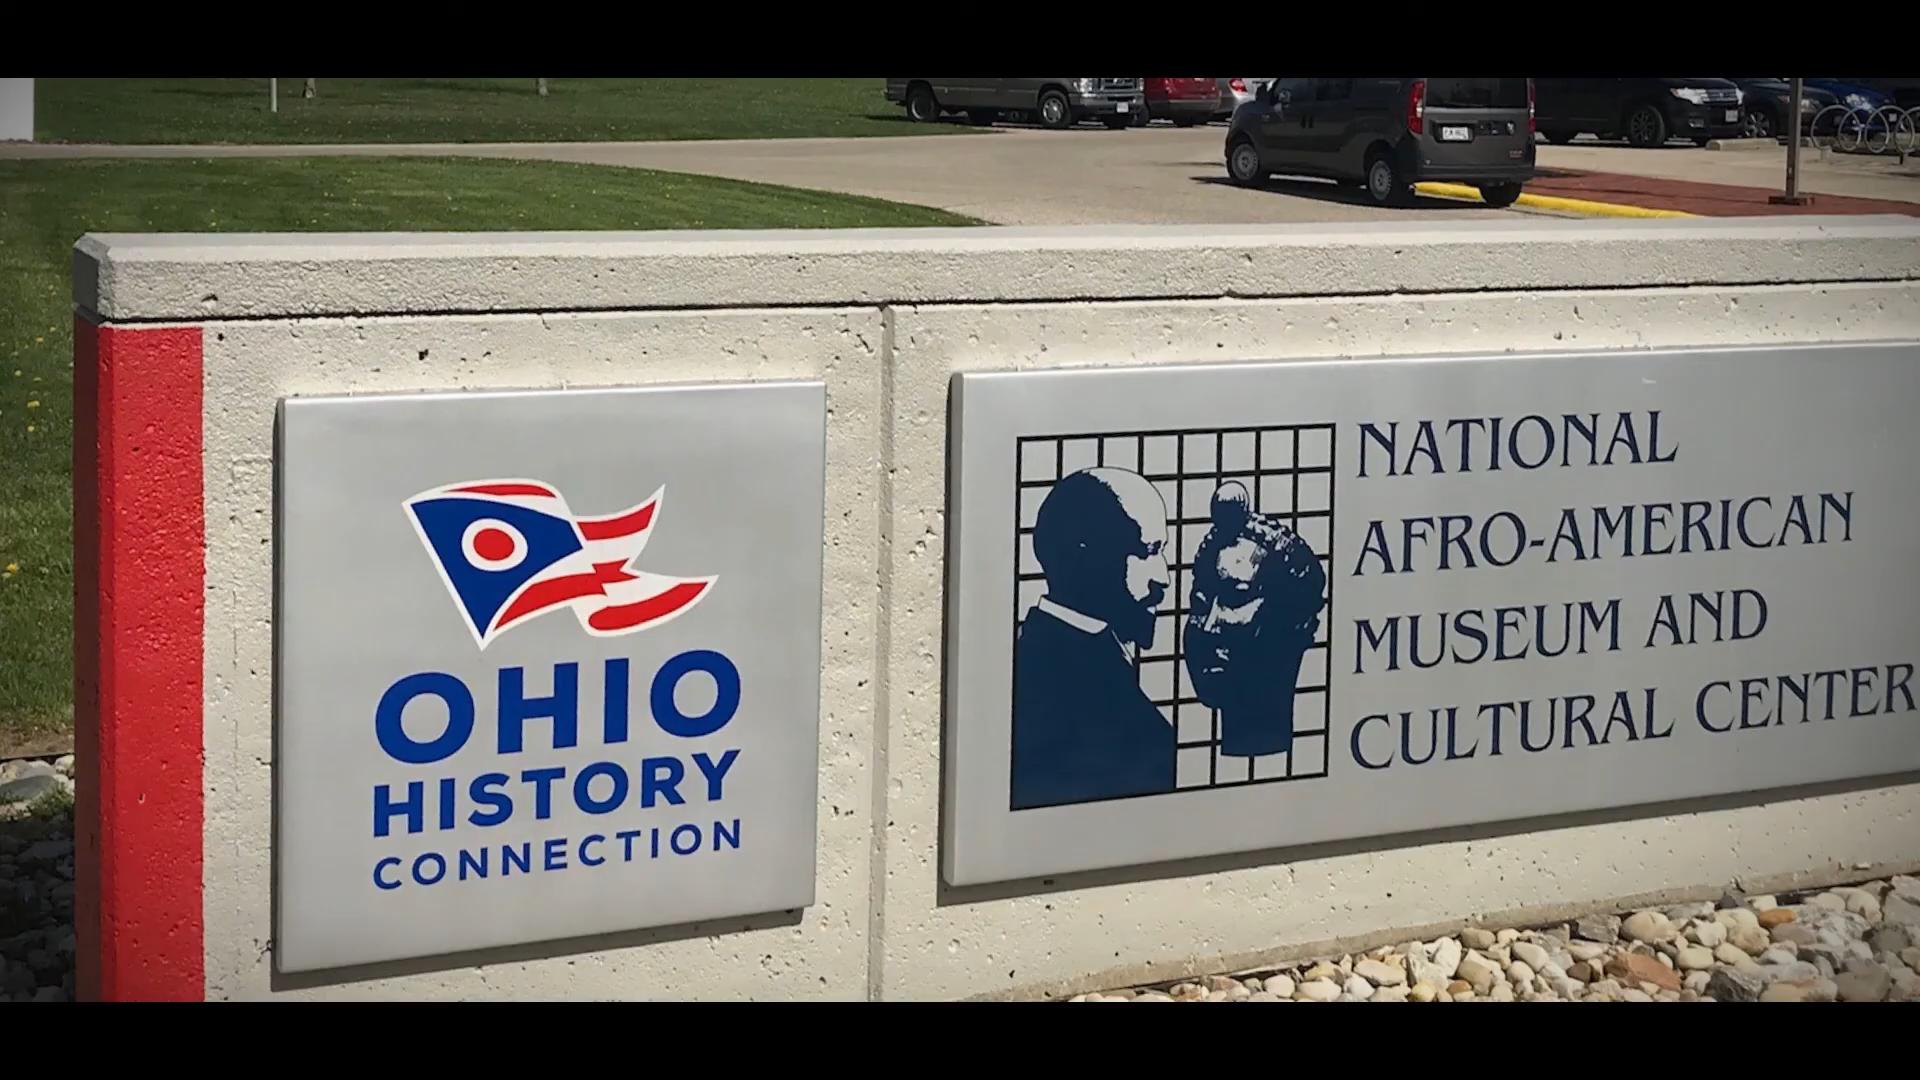 OHIO
HISTORY
CONNECTION
NATIONAL
AFRO-AMERICAN
MUSEUM AND
CULTURAL CENTER